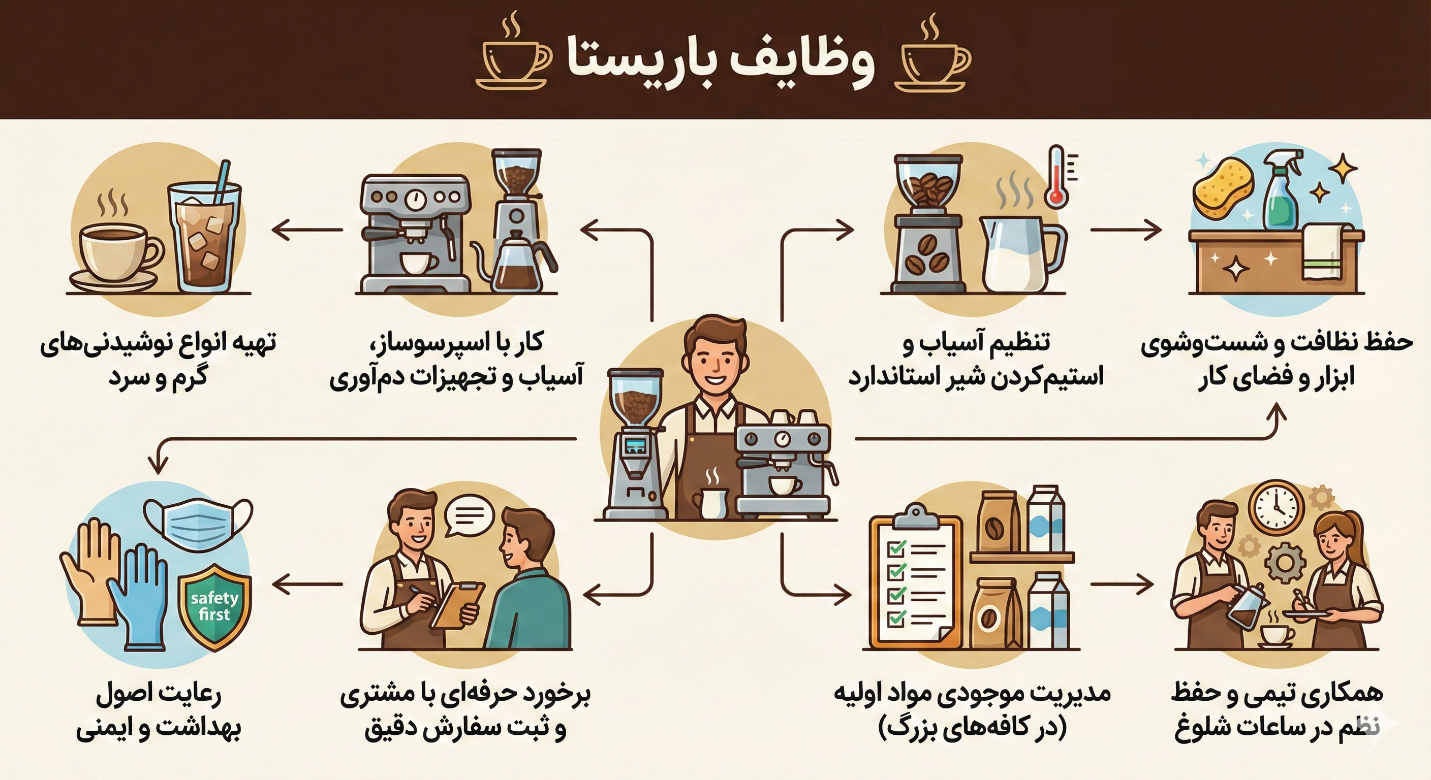 وظایف باریستا
حفظ نظافت و شست‌وشوی
ابزار و فضای کار
تنظیم آسیاب و
استیم‌کردن شیر استاندارد
کار با اسپرسوساز،
آسیاب و تجهیزات دم‌آوری
تهیه انواع نوشیدنی‌های
گرم و سرد
همکاری تیمی و حفظ
نظم در ساعات شلوغ
مدیریت موجودی مواد اولیه
(در کافه‌های بزرگ)
برخورد حرفه‌ای با مشتری
و ثبت سفارش دقیق
safety
first
رعایت اصول
بهداشت و ایمنی